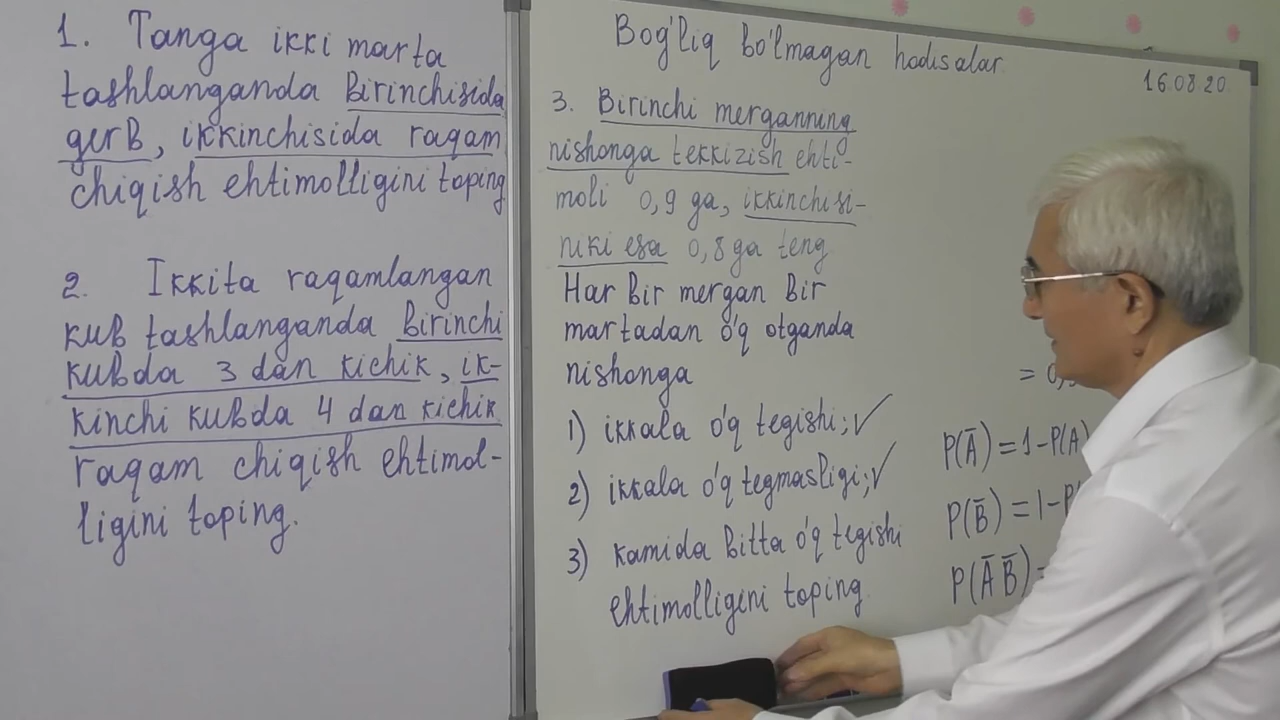 1. Tanga ikki marta
tashlanganda birinchisida
gerb, ikkinchisida raqam
chiqish ehtimolligini toping
2. Ikkita raqamlangan
kub tashlanganda birinchi
kubda 3 dan kichik, ik-
kinchi kubda 4 dan kichik
raqam chiqish ehtimol-
ligini toping.
Bog'liq bo'lmagan hodisalar
16.08.20
3. Birinchi merganning
nishonga tekkizish ehti-
moli 0,9 ga, ikkinchisi-
niki esa 0,8 ga teng
Har bir mergan bir
martadan o'q otganda
nishonga
1) ikkala o'q tegishi; ✓
2) ikkala o'q tegmasligi; ✓
3) kamida bitta o'q tegishi
ehtimolligini toping
= 0,
P(Ā) = 1-P(A)
P(B̄) = 1-P
P(Ā B̄) =